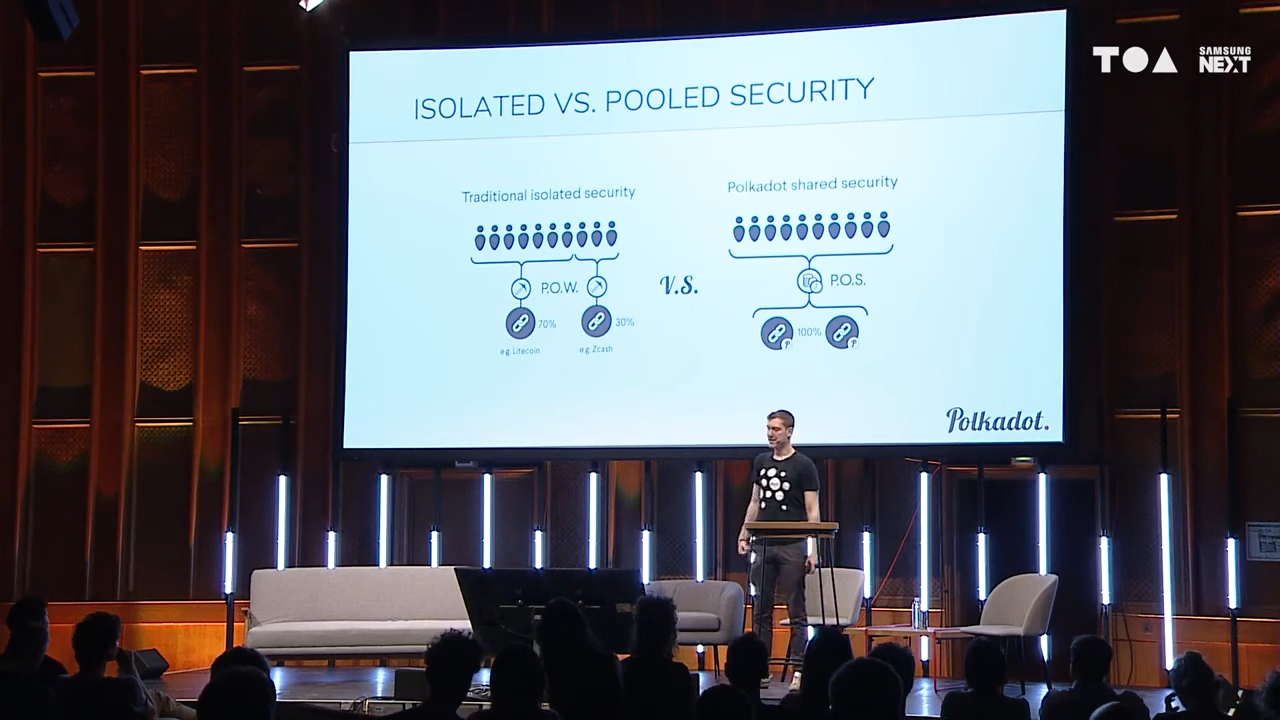 TOA
SAMSUNG
NEXT
ISOLATED VS. POOLED SECURITY
Traditional isolated security
Polkadot shared security
P.O.W.
V.S.
P.O.S.
70%
30%
100%
e.g. Litecoin
e.g. Zcash
Polkadot.